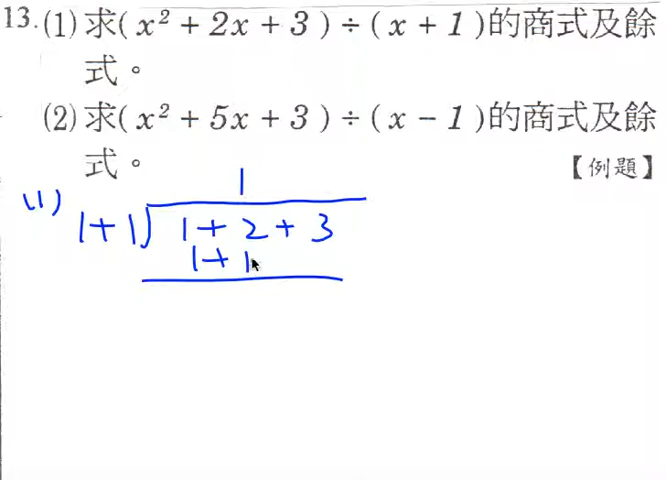 13.(1)求( x² + 2x + 3 ) ÷ ( x + 1 )的商式及餘
式。
(2)求( x² + 5x + 3 ) ÷ ( x − 1 )的商式及餘
式。
【例題】
1
(1) 1+1) 1+2+3
1+1